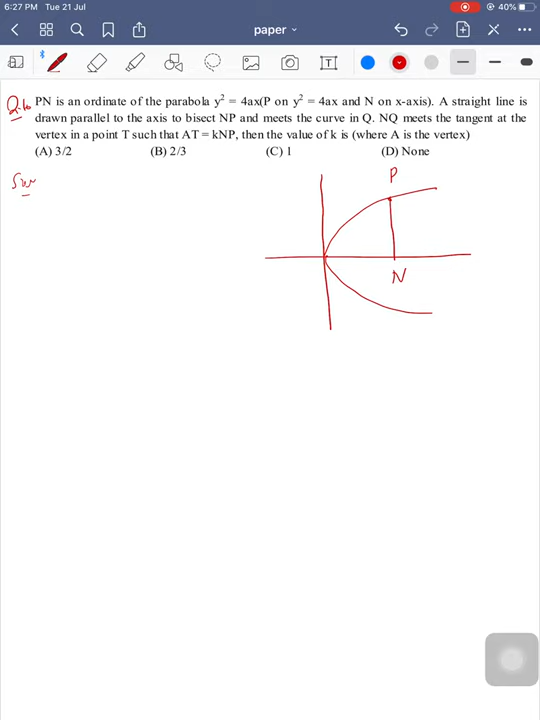 6:27 PM Tue 21 Jul
40%
paper
T
PN is an ordinate of the parabola y² = 4ax(P on y² = 4ax and N on x-axis). A straight line is
drawn parallel to the axis to bisect NP and meets the curve in Q. NQ meets the tangent at the
vertex in a point T such that AT = kNP, then the value of k is (where A is the vertex)
(A) 3/2 (B) 2/3 (C) 1 (D) None
P
N